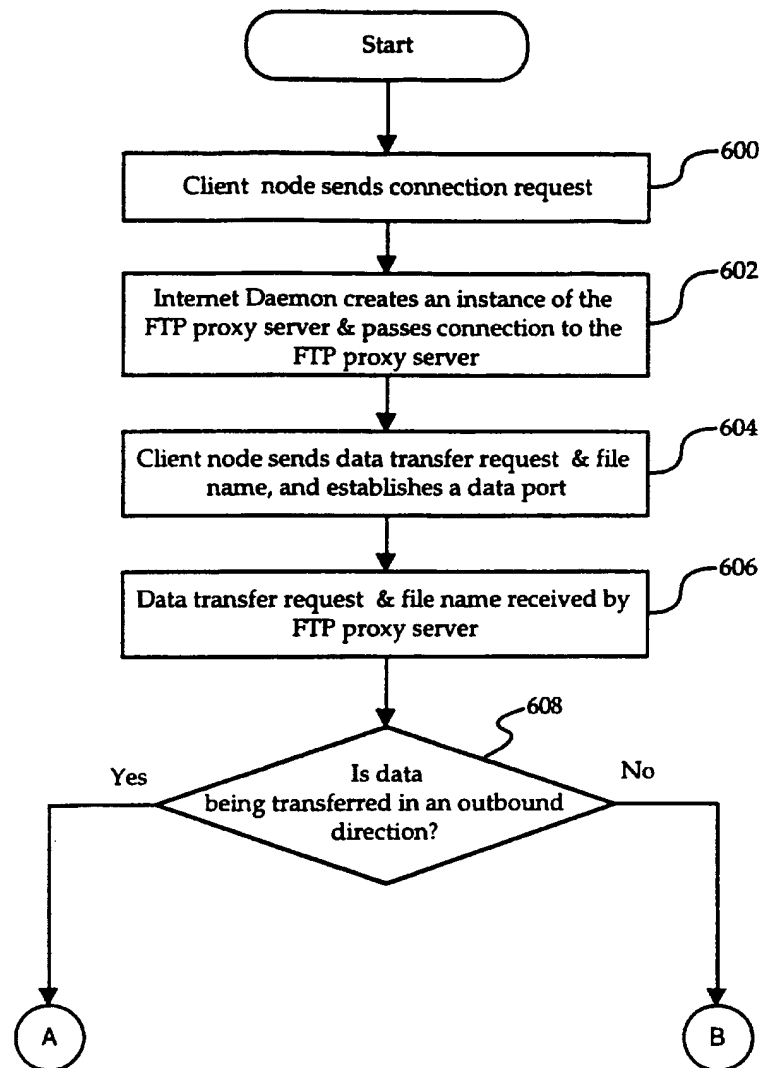 Start
600
Client node sends connection request
602
Internet Daemon creates an instance of the
FTP proxy server & passes connection to the
FTP proxy server
604
Client node sends data transfer request & file
name, and establishes a data port
606
Data transfer request & file name received by
FTP proxy server
608
Yes
Is data
being transferred in an outbound
direction?
No
A
B